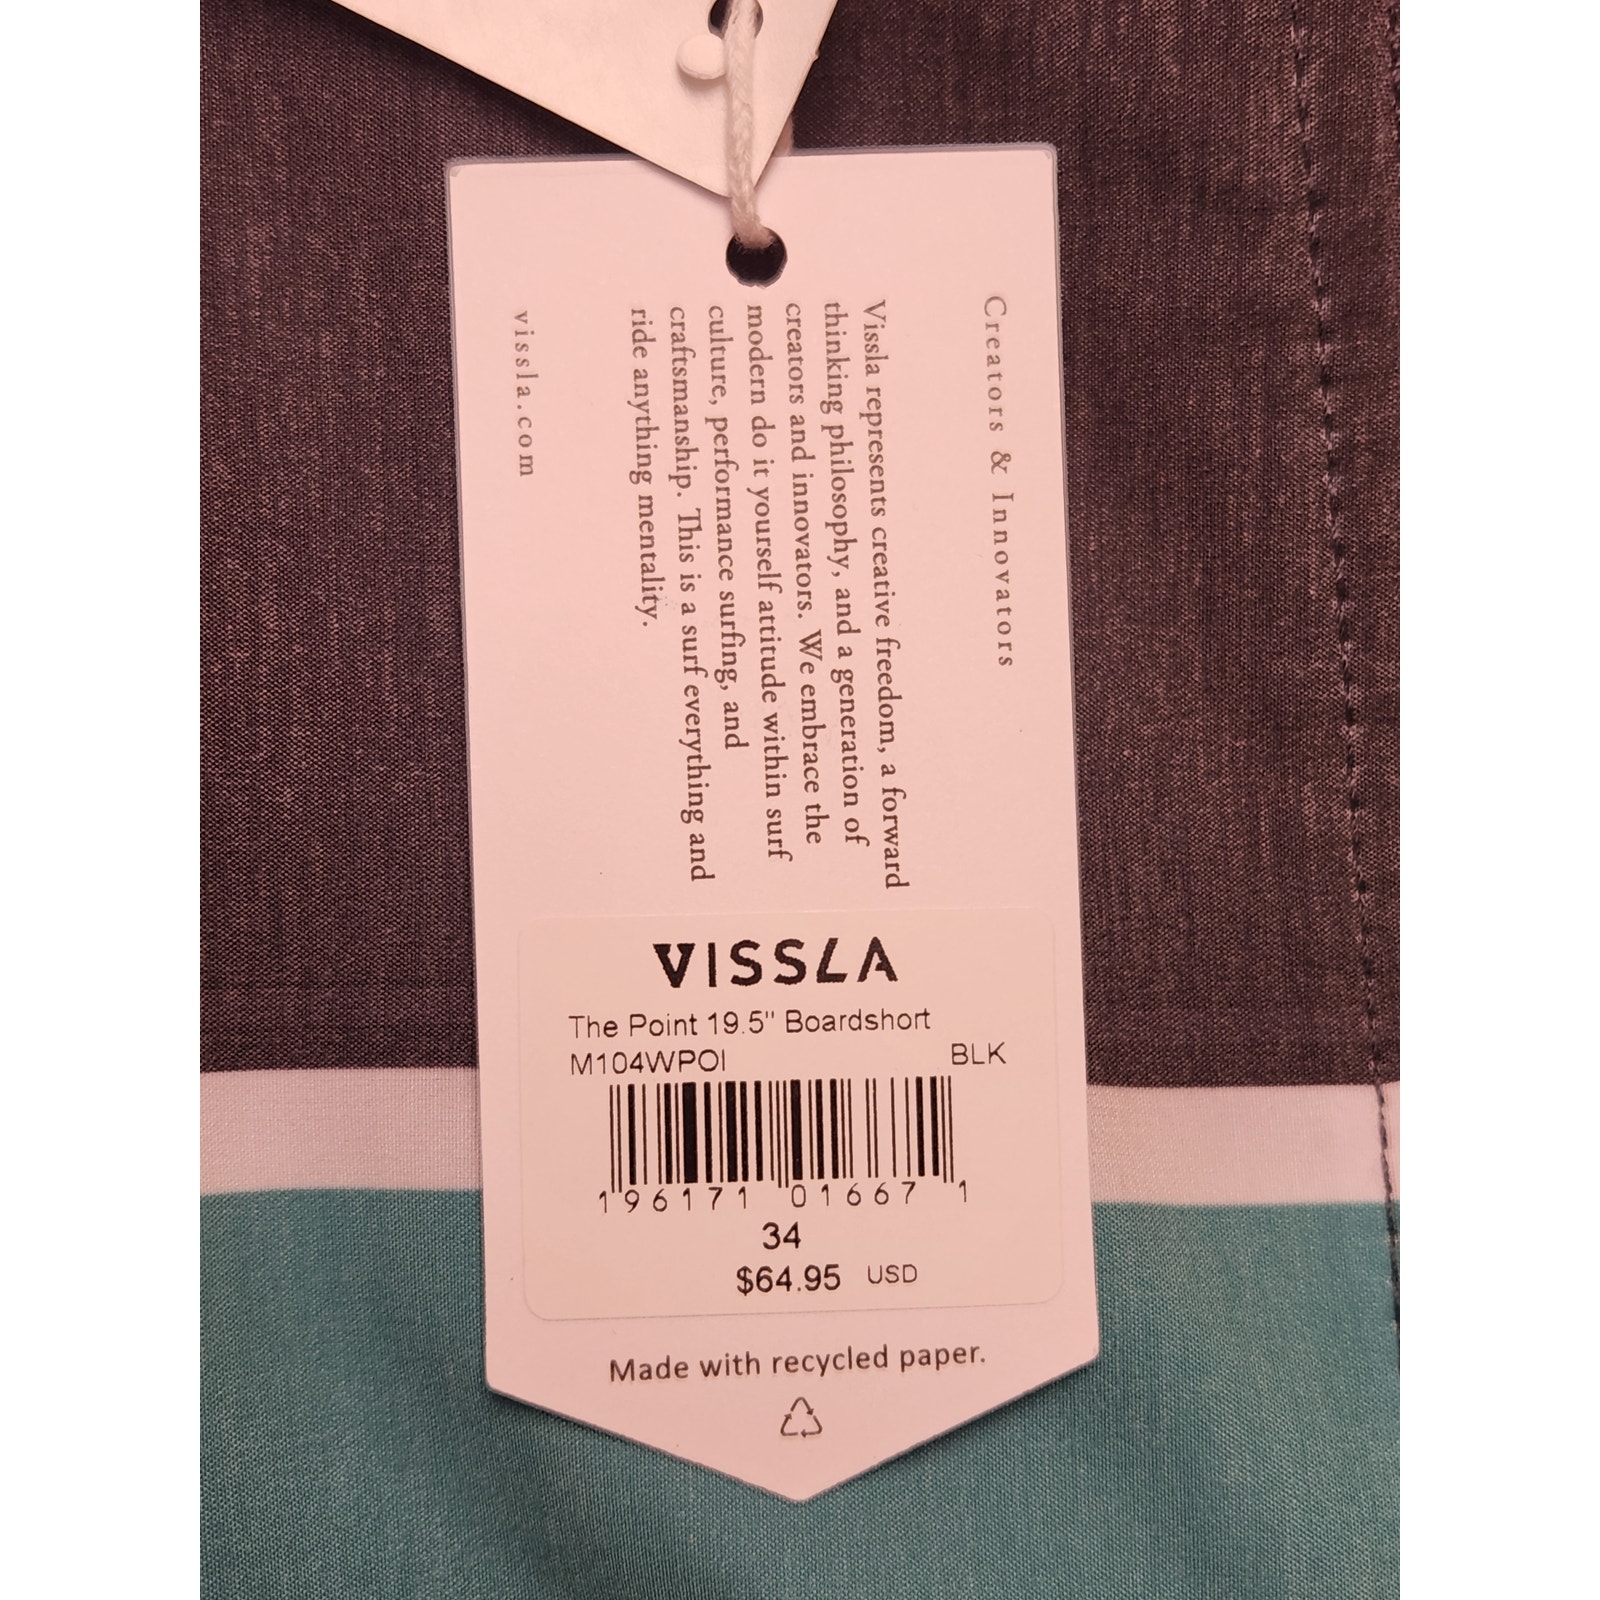 Creators & Innovators
Vissla represents creative freedom, a forward
thinking philosophy, and a generation of
creators and innovators. We embrace the
modern do it yourself attitude within surf
culture, performance surfing, and
craftsmanship. This is a surf everything and
ride anything mentality.
vissla.com
VISSLA
The Point 19.5" Boardshort
M104WPOI BLK
1 96171 01667 1
34
$64.95 USD
Made with recycled paper.